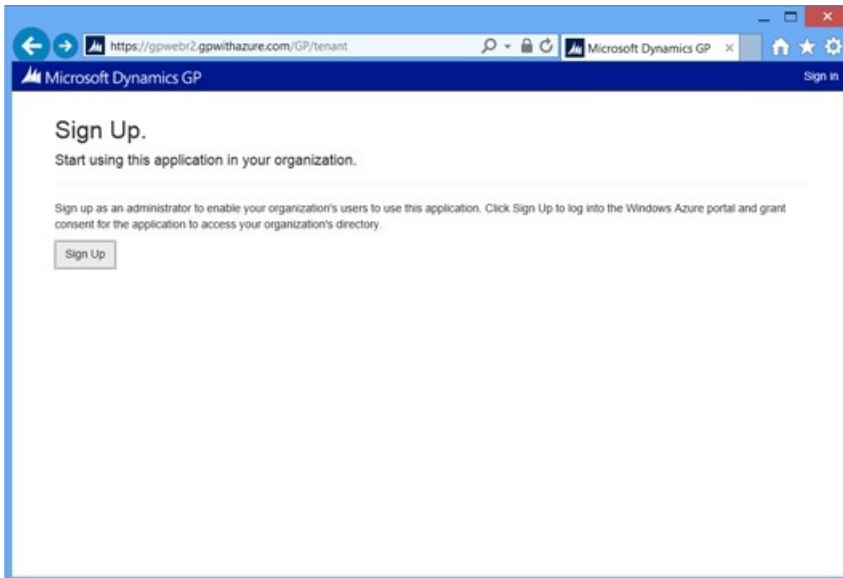 https://gpwebr2.gpwithazure.com/GP/tenant
Microsoft Dynamics GP
Microsoft Dynamics GP
Sign in
Sign Up.
Start using this application in your organization.
Sign up as an administrator to enable your organization's users to use this application. Click Sign Up to log into the Windows Azure portal and grant
consent for the application to access your organization's directory.
Sign Up